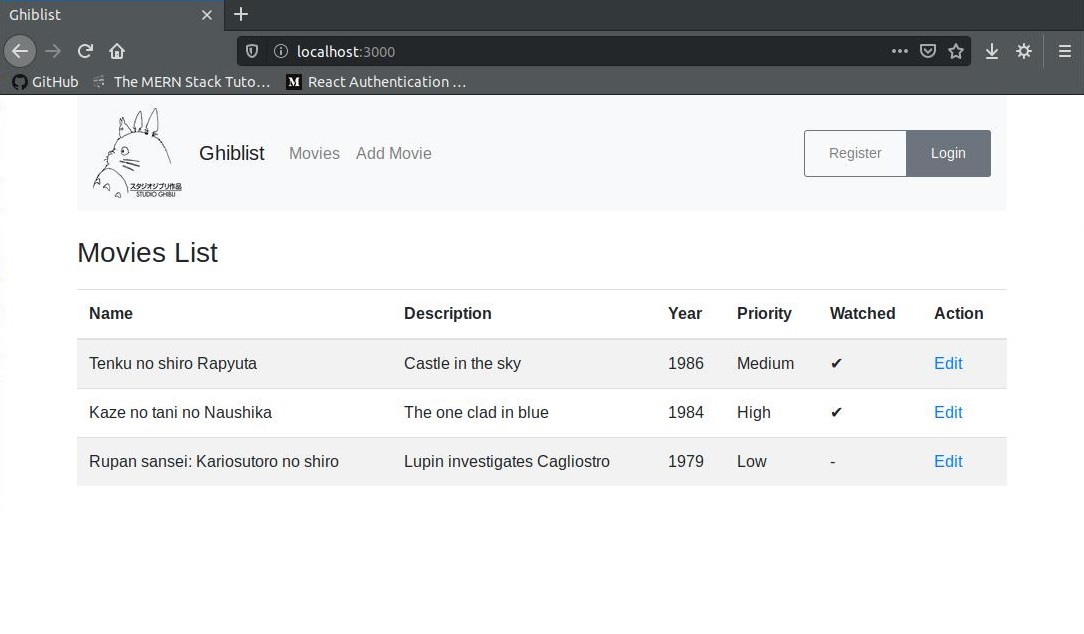 Ghiblist
localhost:3000
GitHub The MERN Stack Tuto... M React Authentication ...
スタジオジブリ作品
STUDIO GHIBLI
Ghiblist Movies Add Movie Register Login
Movies List
Name Description Year Priority Watched Action
Tenku no shiro Rapyuta Castle in the sky 1986 Medium ✔ Edit
Kaze no tani no Naushika The one clad in blue 1984 High ✔ Edit
Rupan sansei: Kariosutoro no shiro Lupin investigates Cagliostro 1979 Low - Edit